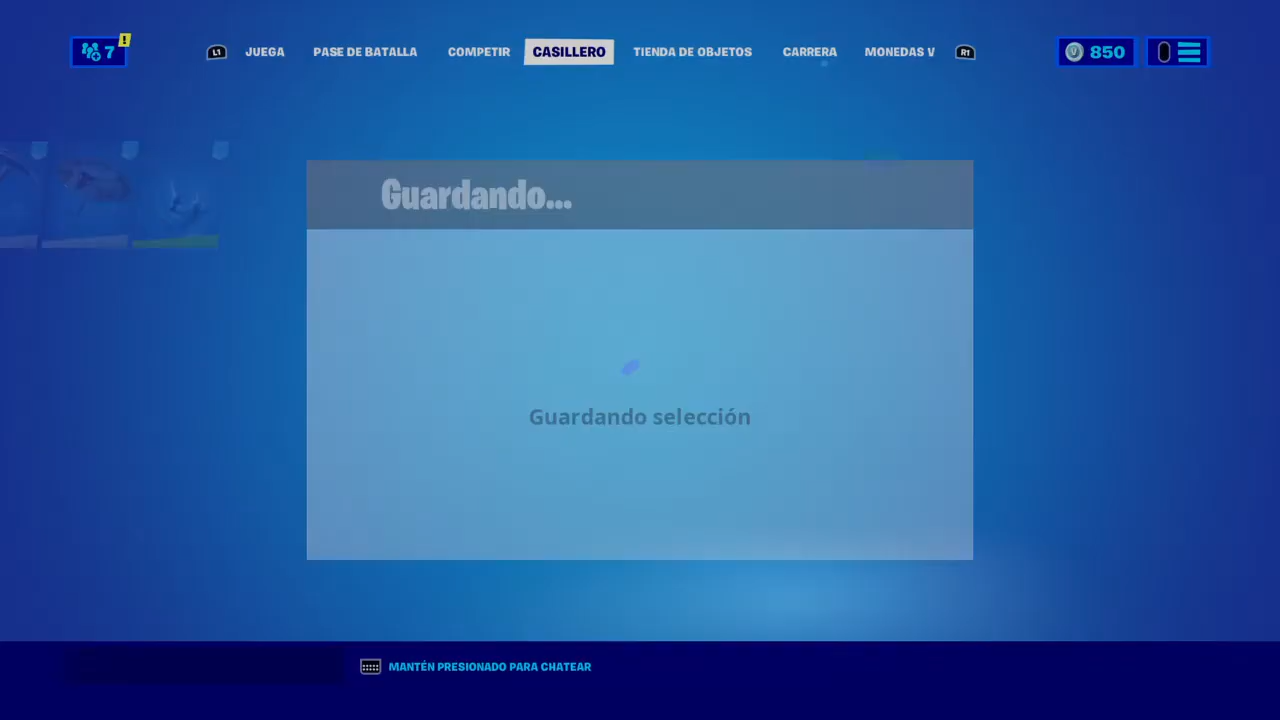 7 !
L1 JUEGA PASE DE BATALLA COMPETIR CASILLERO TIENDA DE OBJETOS CARRERA MONEDAS V R1
850
Guardando...
Guardando selección
MANTÉN PRESIONADO PARA CHATEAR